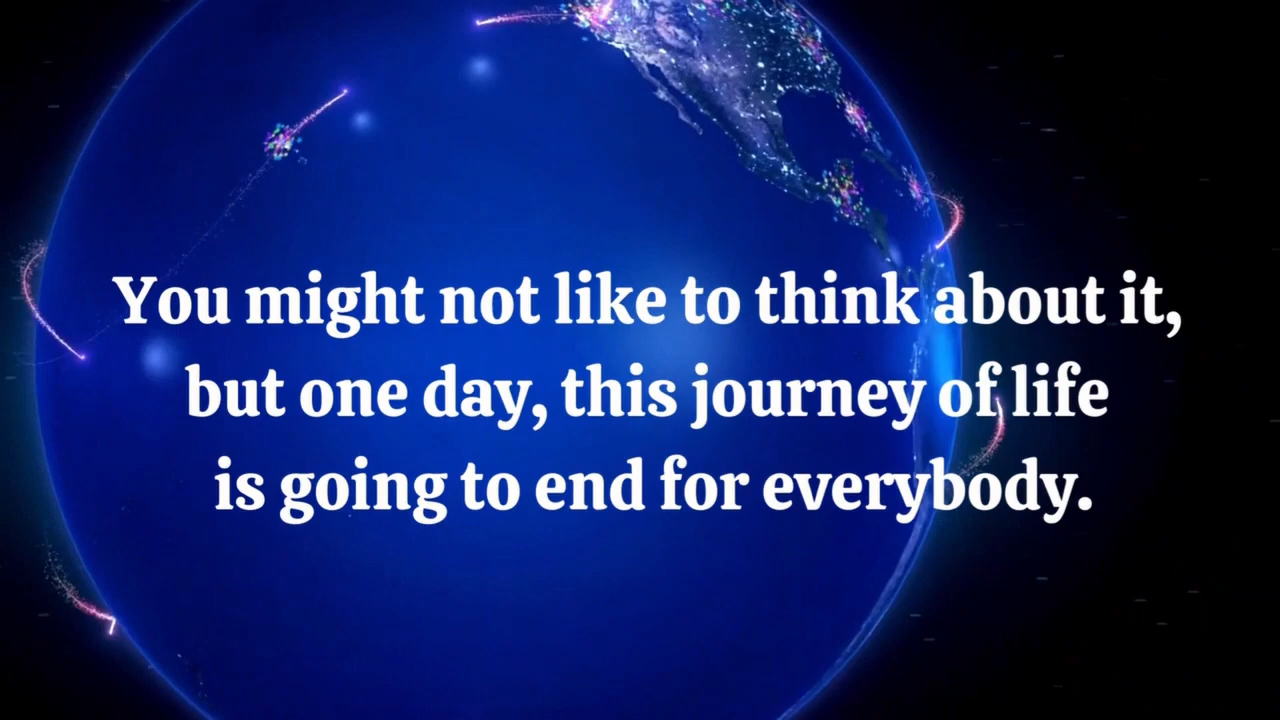 You might not like to think about it,
but one day, this journey of life
is going to end for everybody.